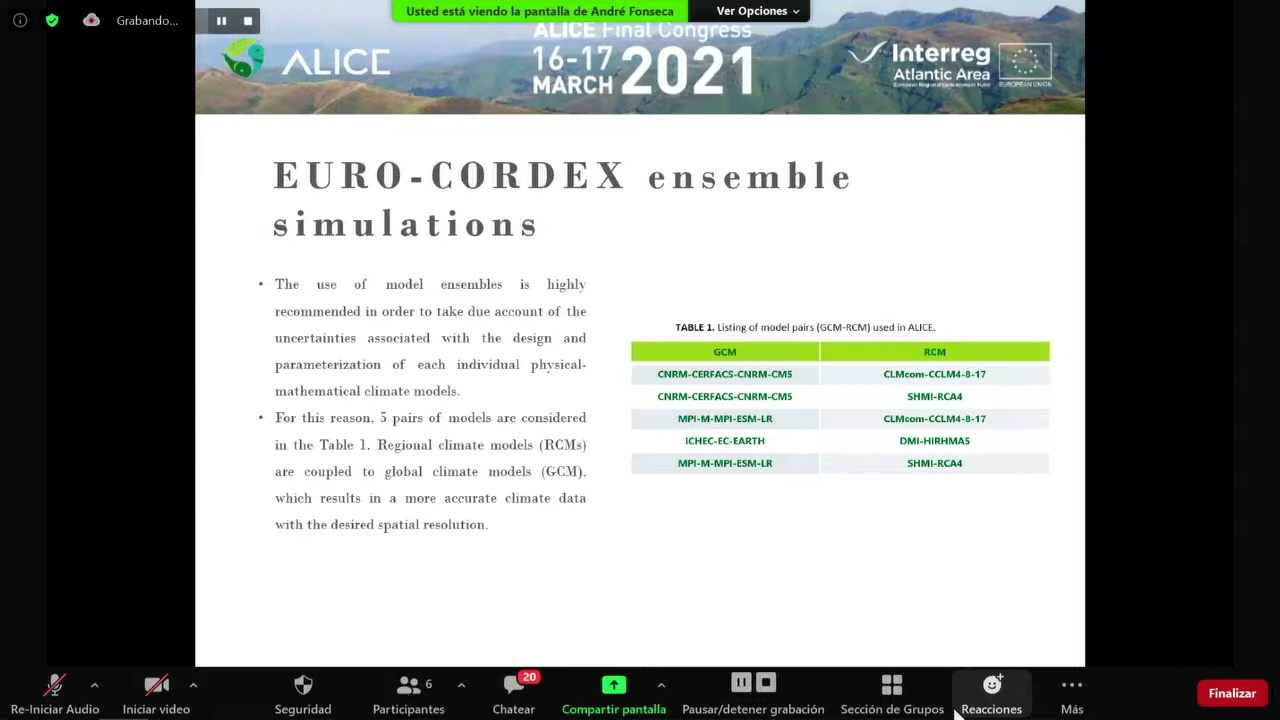 Grabando...
Usted está viendo la pantalla de André Fonseca
Ver Opciones
ALICE
ALICE Final Congress
16-17
MARCH 2021
Interreg
Atlantic Area
European Regional Development Fund
EUROPEAN UNION
EURO-CORDEX ensemble
simulations
• The use of model ensembles is highly
recommended in order to take due account of the
uncertainties associated with the design and
parameterization of each individual physical-
mathematical climate models.
• For this reason, 5 pairs of models are considered
in the Table 1. Regional climate models (RCMs)
are coupled to global climate models (GCM),
which results in a more accurate climate data
with the desired spatial resolution.
TABLE 1. Listing of model pairs (GCM-RCM) used in ALICE.
GCM RCM
CNRM-CERFACS-CNRM-CM5 CLMcom-CCLM4-8-17
CNRM-CERFACS-CNRM-CM5 SHMI-RCA4
MPI-M-MPI-ESM-LR CLMcom-CCLM4-8-17
ICHEC-EC-EARTH DMI-HIRHMA5
MPI-M-MPI-ESM-LR SHMI-RCA4
6
20
Re-Iniciar Audio
Iniciar video
Seguridad
Participantes
Chatear
Compartir pantalla
Pausar/detener grabación
Sección de Grupos
Reacciones
Más
Finalizar